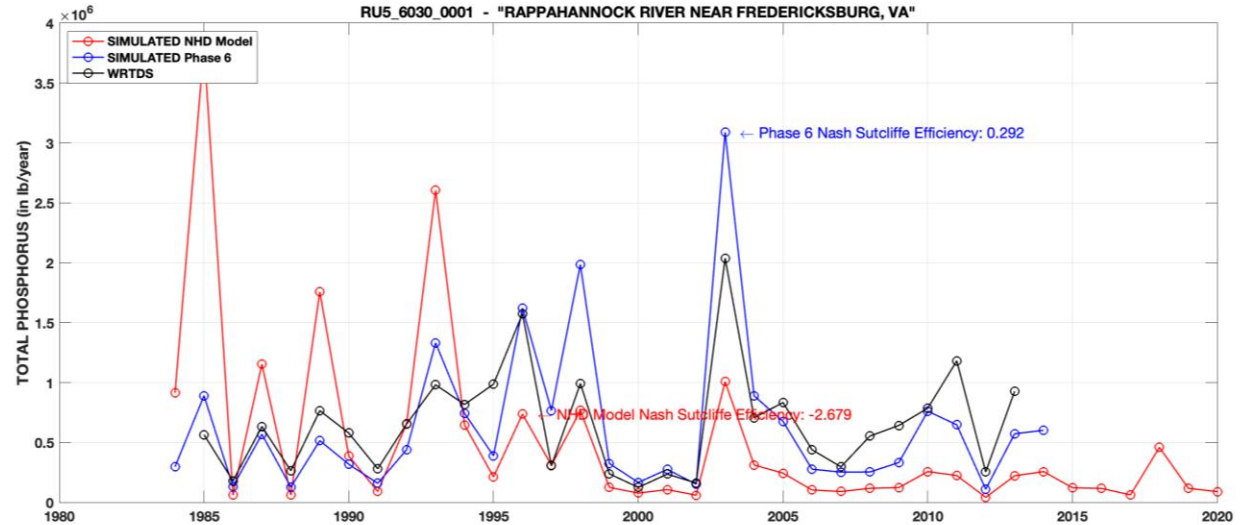 RU5_6030_0001 - "RAPPAHANNOCK RIVER NEAR FREDERICKSBURG, VA"
×10⁶
4
3.5
3
2.5
2
1.5
1
0.5
0
TOTAL PHOSPHORUS (in lb/year)
SIMULATED NHD Model
SIMULATED Phase 6
WRTDS
← Phase 6 Nash Sutcliffe Efficiency: 0.292
← NHD Model Nash Sutcliffe Efficiency: -2.679
1980 1985 1990 1995 2000 2005 2010 2015 2020